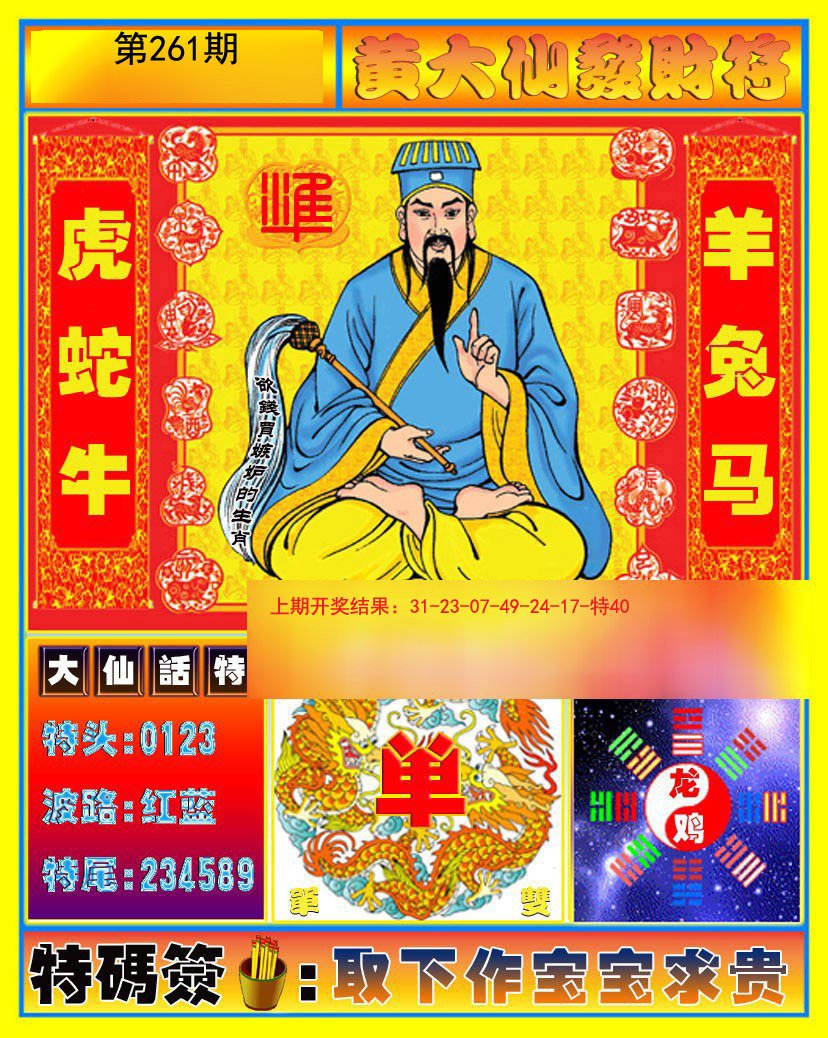 第261期
黄大仙發財符
虎蛇牛
羊兔马
欲錢買嫉妒的生肖
上期开奖结果：31-23-07-49-24-17-特40
大仙話特
特头:0123
波路:红蓝
特尾:234589
单
單 雙
龙
鸡
特碼簽:取下作宝宝求贵